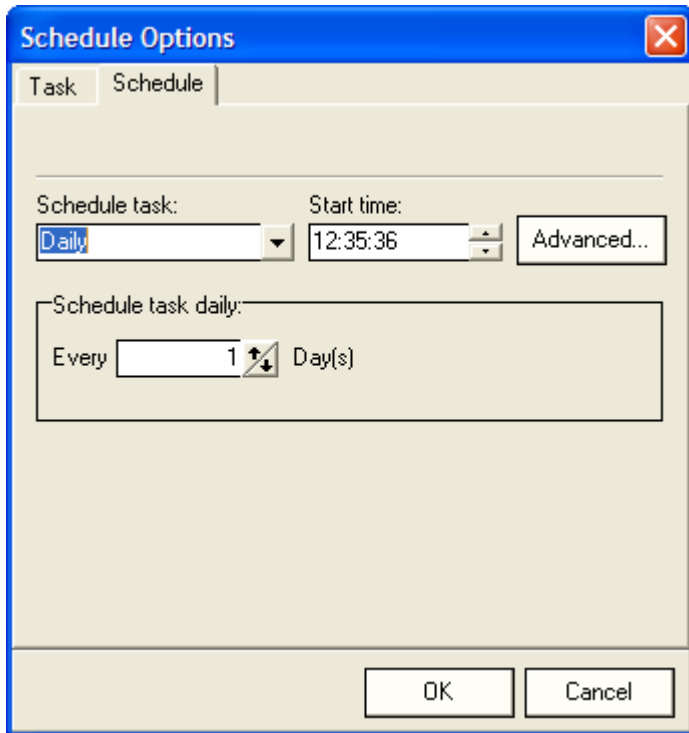 Schedule Options
Task Schedule
Schedule task: Start time:
Daily 12:35:36 Advanced...
Schedule task daily:
Every 1 Day(s)
OK Cancel